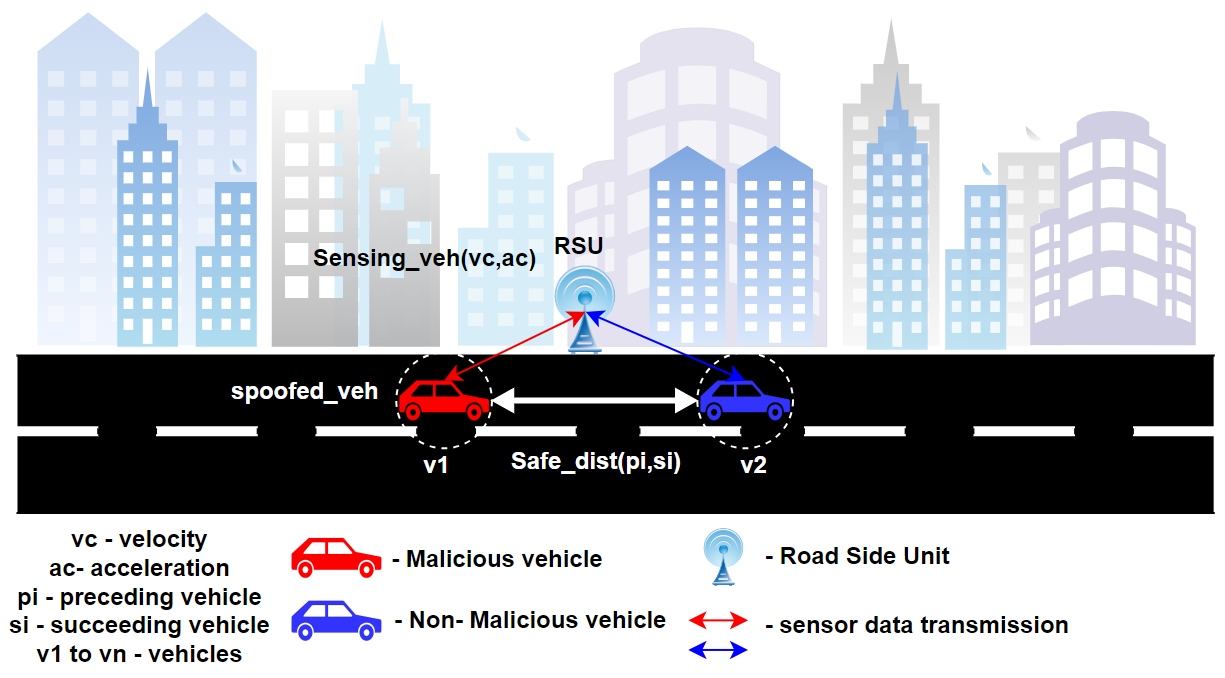 RSU
Sensing_veh(vc,ac)
spoofed_veh
v1
Safe_dist(pi,si)
v2
vc - velocity
ac- acceleration
pi - preceding vehicle
si - succeeding vehicle
v1 to vn - vehicles
- Malicious vehicle
- Non- Malicious vehicle
- Road Side Unit
- sensor data transmission